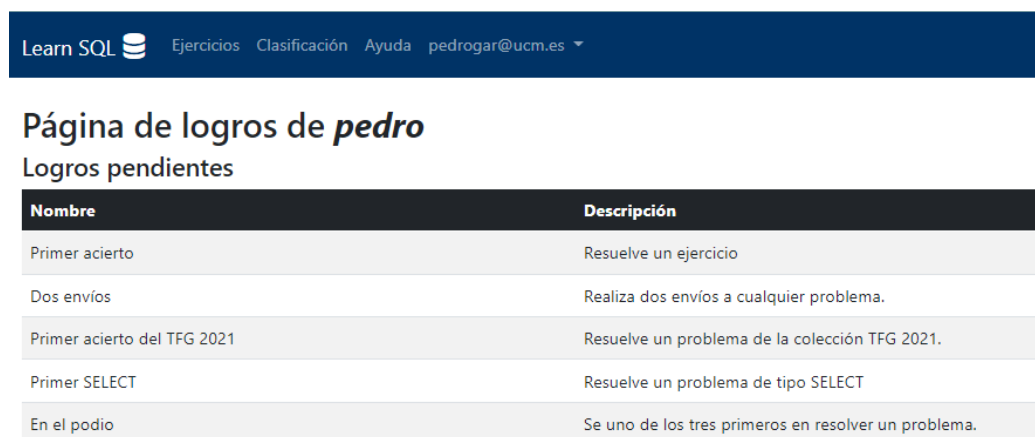 Learn SQL Ejercicios Clasificación Ayuda pedrogar@ucm.es
Página de logros de pedro
Logros pendientes
Nombre Descripción
Primer acierto Resuelve un ejercicio
Dos envíos Realiza dos envíos a cualquier problema.
Primer acierto del TFG 2021 Resuelve un problema de la colección TFG 2021.
Primer SELECT Resuelve un problema de tipo SELECT
En el podio Se uno de los tres primeros en resolver un problema.